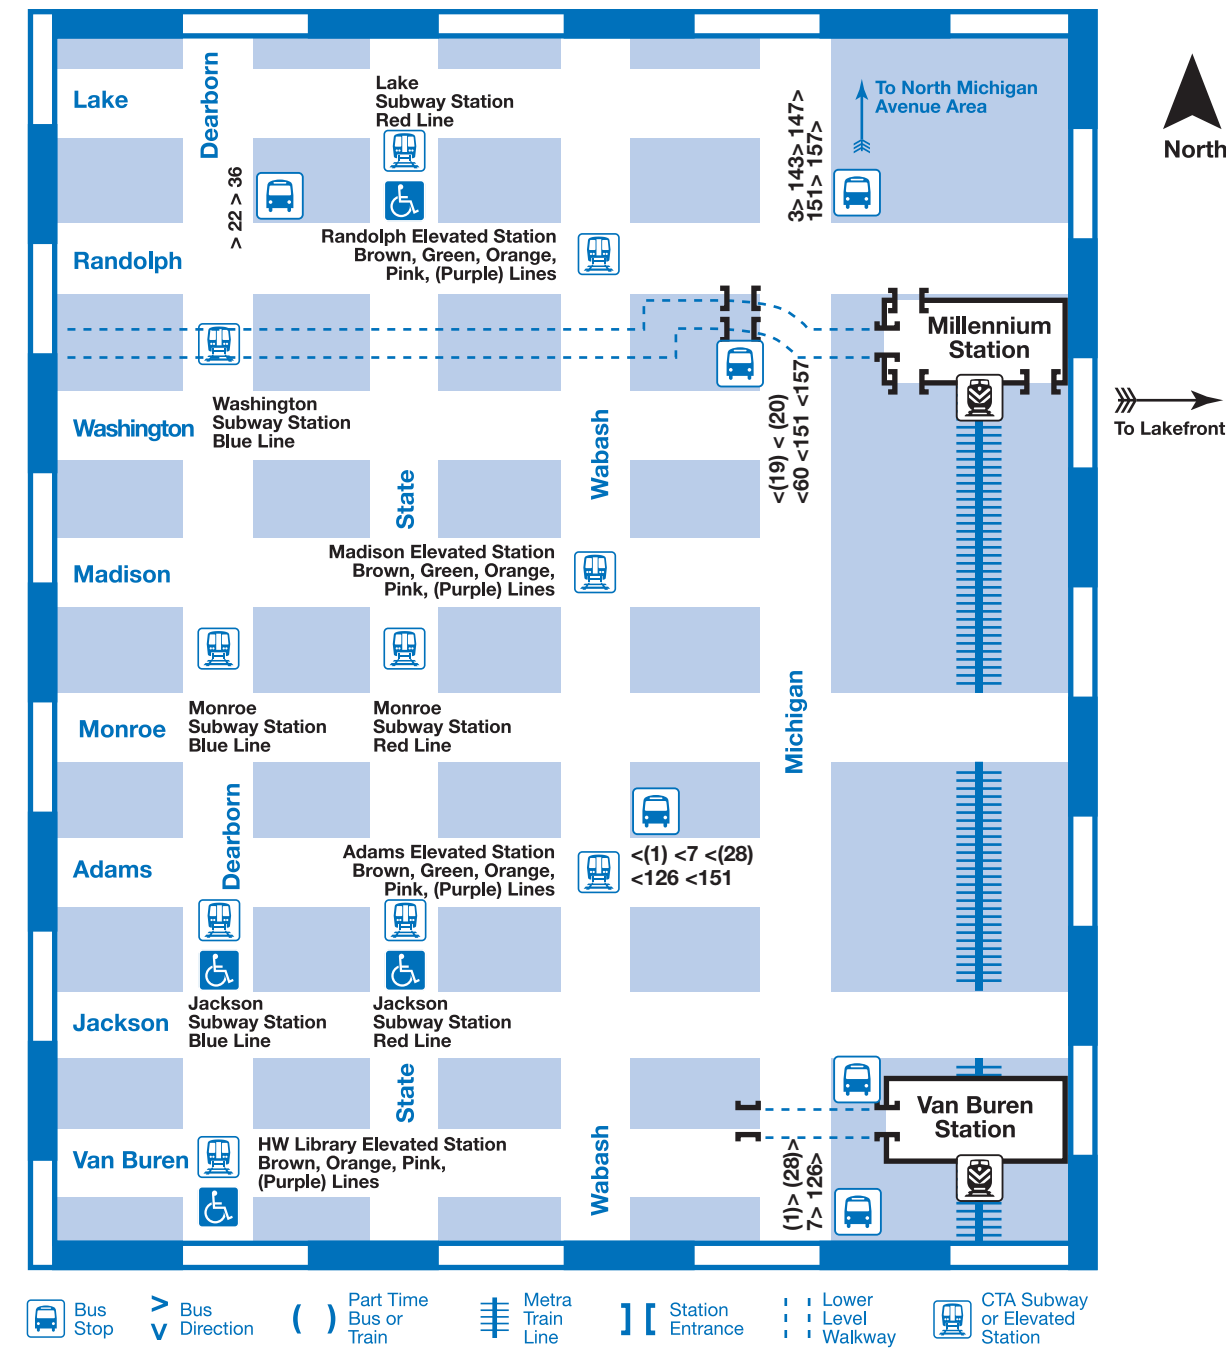 Lake
Dearborn
Lake
Subway Station
Red Line
3> 143> 147>
151> 157>
To North Michigan
Avenue Area
North
> 22 > 36
Randolph
Randolph Elevated Station
Brown, Green, Orange,
Pink, (Purple) Lines
Millennium
Station
Washington
Washington
Subway Station
Blue Line
State
Wabash
<(19) < (20)
<60 <151 <157
To Lakefront
Madison
Madison Elevated Station
Brown, Green, Orange,
Pink, (Purple) Lines
Monroe
Monroe
Subway Station
Blue Line
Monroe
Subway Station
Red Line
Michigan
Dearborn
Adams
Adams Elevated Station
Brown, Green, Orange,
Pink, (Purple) Lines
<(1) <7 <(28)
<126 <151
Jackson
Jackson
Subway Station
Blue Line
Jackson
Subway Station
Red Line
State
Wabash
Van Buren
Station
Van Buren
HW Library Elevated Station
Brown, Orange, Pink,
(Purple) Lines
(1)> (28)>
7> 126>
Bus
Stop
> Bus
v Direction
( ) Part Time
Bus or
Train
Metra
Train
Line
Station
Entrance
Lower
Level
Walkway
CTA Subway
or Elevated
Station